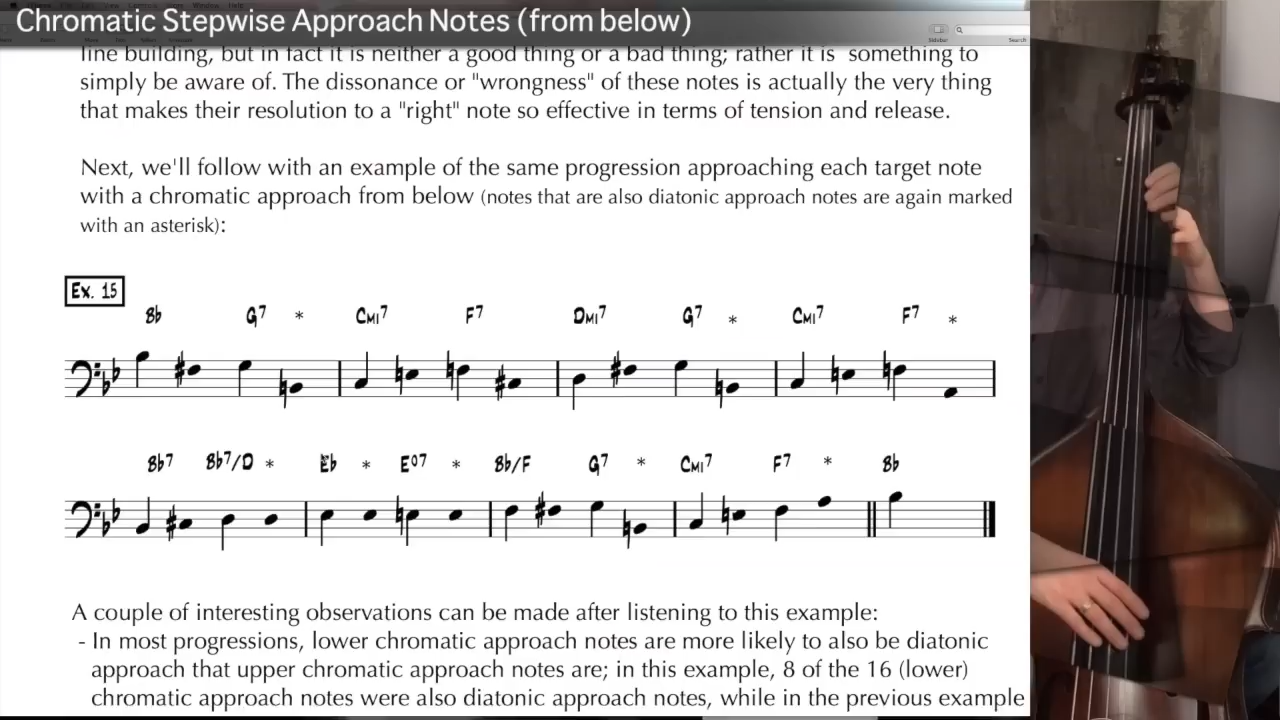 Chromatic Stepwise Approach Notes (from below)
line building, but in fact it is neither a good thing or a bad thing; rather it is something to
simply be aware of. The dissonance or "wrongness" of these notes is actually the very thing
that makes their resolution to a "right" note so effective in terms of tension and release.
Next, we'll follow with an example of the same progression approaching each target note
with a chromatic approach from below (notes that are also diatonic approach notes are again marked
with an asterisk):
Ex. 15
Bb G7 * Cmi7 F7 Dmi7 G7 * Cmi7 F7 *
Bb7 Bb7/D * Eb * Eo7 * Bb/F G7 * Cmi7 F7 * Bb
A couple of interesting observations can be made after listening to this example:
- In most progressions, lower chromatic approach notes are more likely to also be diatonic
approach that upper chromatic approach notes are; in this example, 8 of the 16 (lower)
chromatic approach notes were also diatonic approach notes, while in the previous example